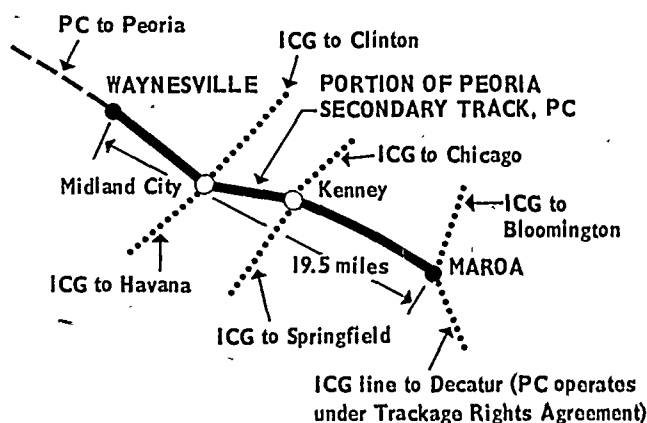 PC to Peoria
ICG to Clinton
WAYNESVILLE
PORTION OF PEORIA
SECONDARY TRACK, PC
ICG to Chicago
Midland City
Kenney
ICG to
Bloomington
19.5 miles
MAROA
ICG to Havana
ICG to Springfield
ICG line to Decatur (PC operates
under Trackage Rights Agreement)